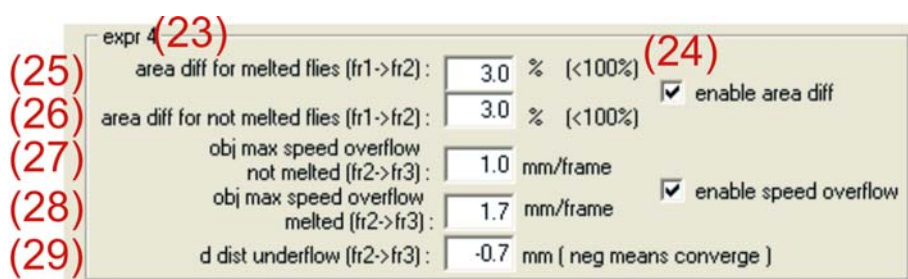 expr 4 (23)
(24)
(25) area diff for melted flies (fr1->fr2) : 3.0 % (<100%)
enable area diff
(26) area diff for not melted flies (fr1->fr2) : 3.0 % (<100%)
(27) obj max speed overflow
not melted (fr2->fr3) : 1.0 mm/frame
enable speed overflow
(28) obj max speed overflow
melted (fr2->fr3) : 1.7 mm/frame
(29) d dist underflow (fr2->fr3) : -0.7 mm ( neg means converge )